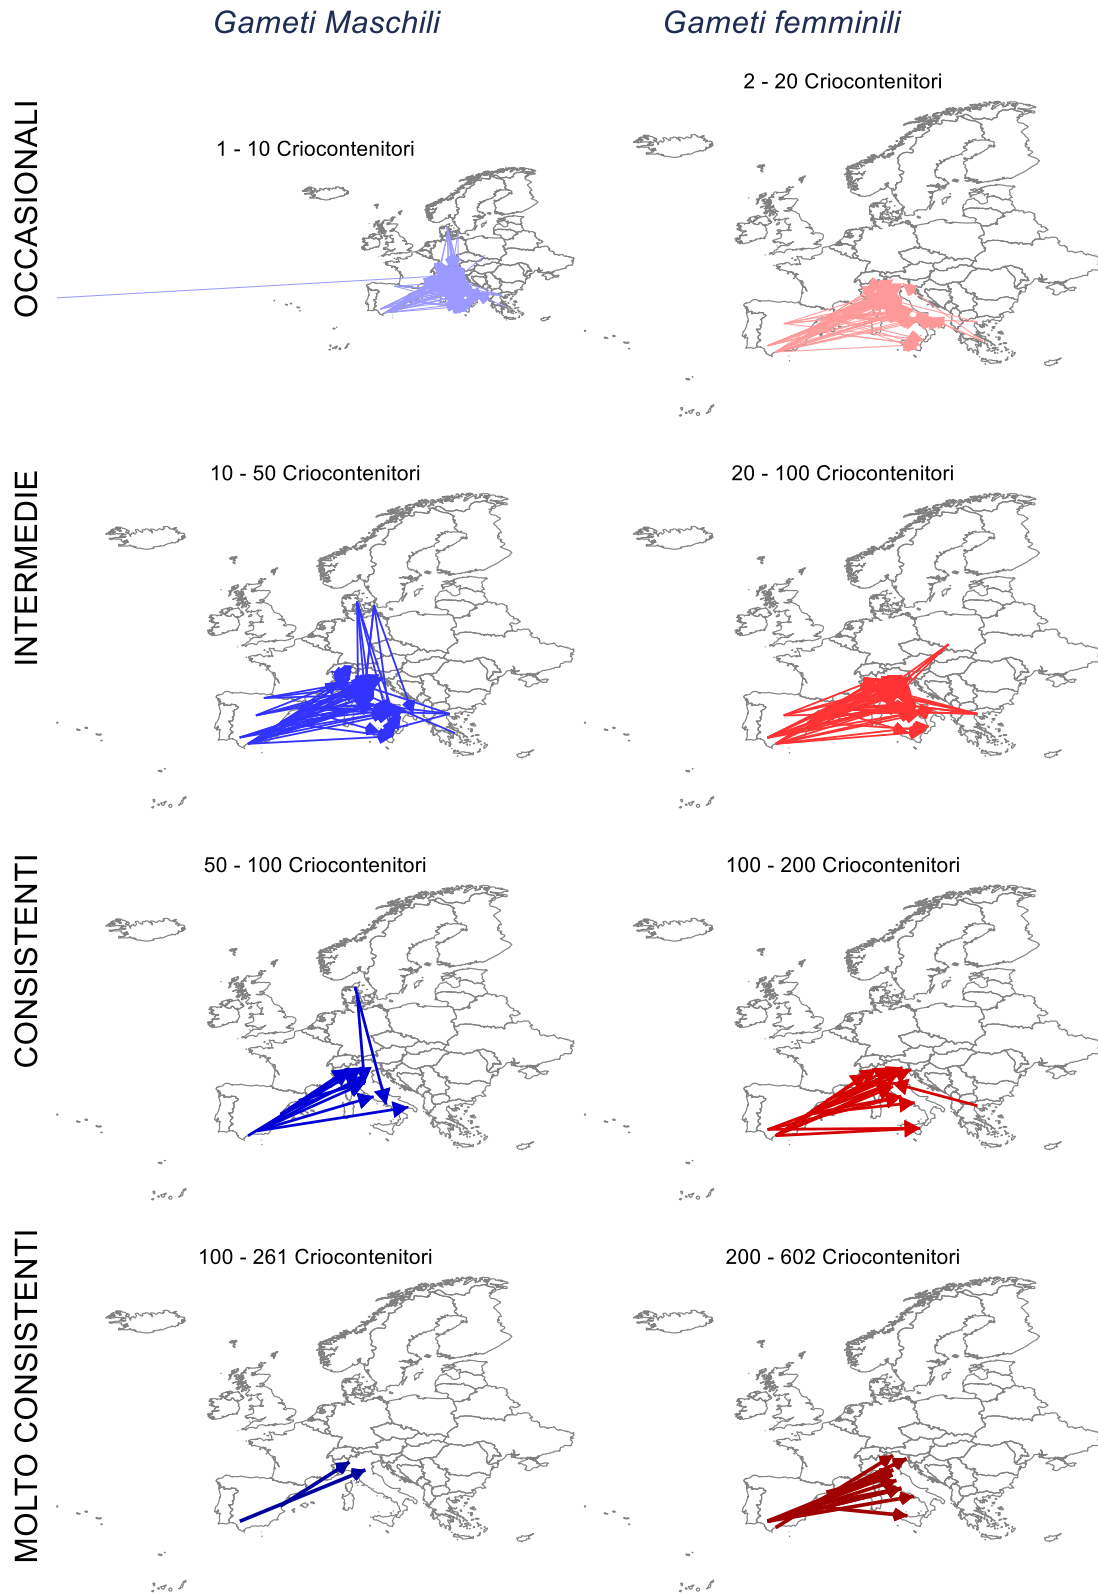 Gameti Maschili
Gameti femminili
OCCASIONALI
1 - 10 Criocontenitori
2 - 20 Criocontenitori
INTERMEDIE
10 - 50 Criocontenitori
20 - 100 Criocontenitori
CONSISTENTI
50 - 100 Criocontenitori
100 - 200 Criocontenitori
MOLTO CONSISTENTI
100 - 261 Criocontenitori
200 - 602 Criocontenitori